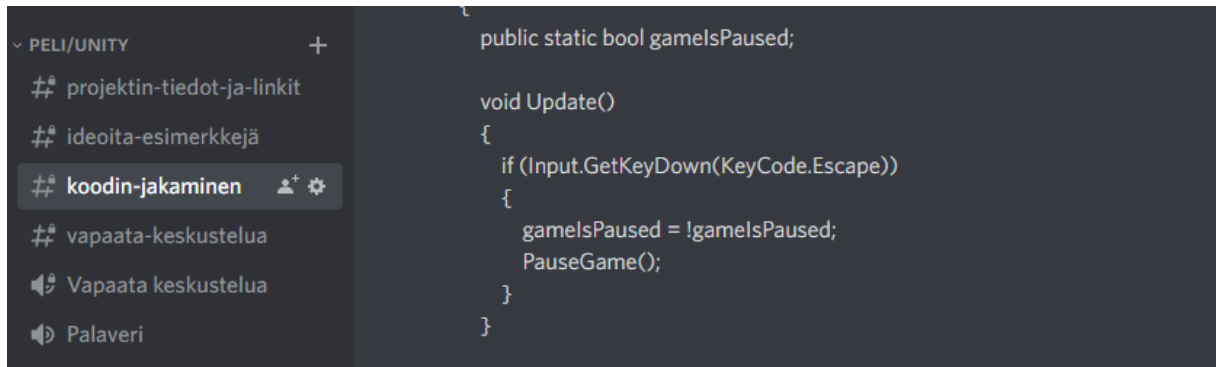 PELI/UNITY
projektin-tiedot-ja-linkit
ideoita-esimerkkejä
koodin-jakaminen
vapaata-keskustelua
Vapaata keskustelua
Palaveri
{
public static bool gameIsPaused;
void Update()
{
if (Input.GetKeyDown(KeyCode.Escape))
{
gameIsPaused = !gameIsPaused;
PauseGame();
}
}